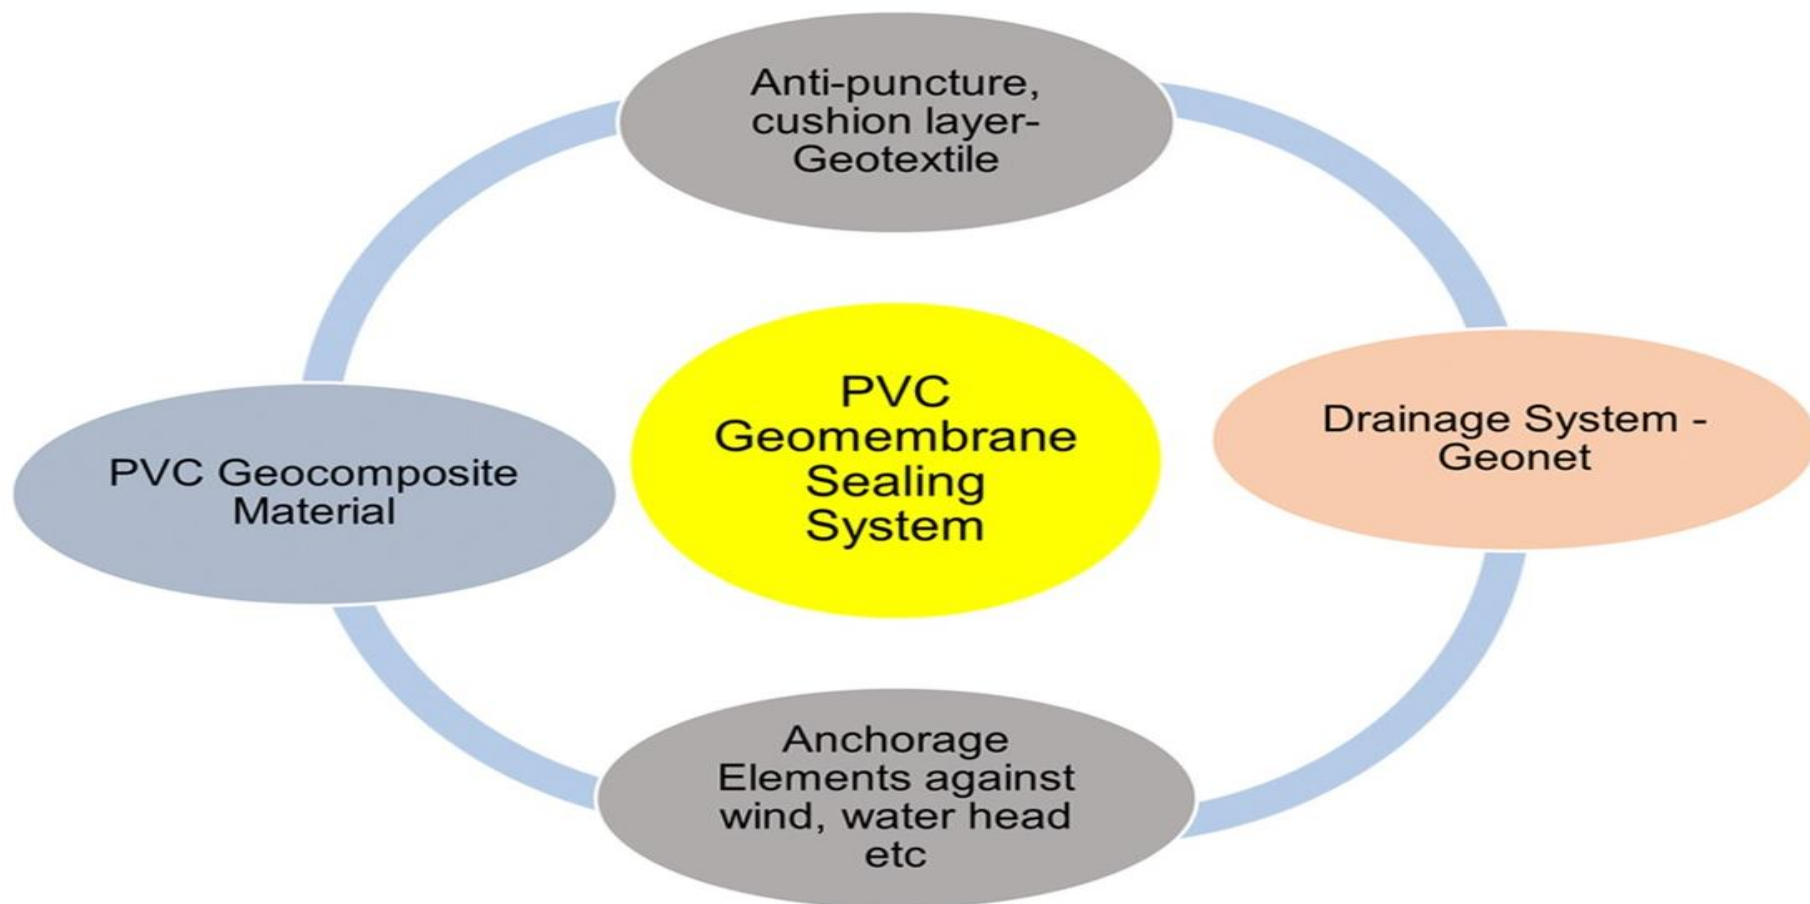 Anti-puncture,
cushion layer-
Geotextile
PVC
Geomembrane
Sealing
System
Drainage System -
Geonet
PVC Geocomposite
Material
Anchorage
Elements against
wind, water head
etc